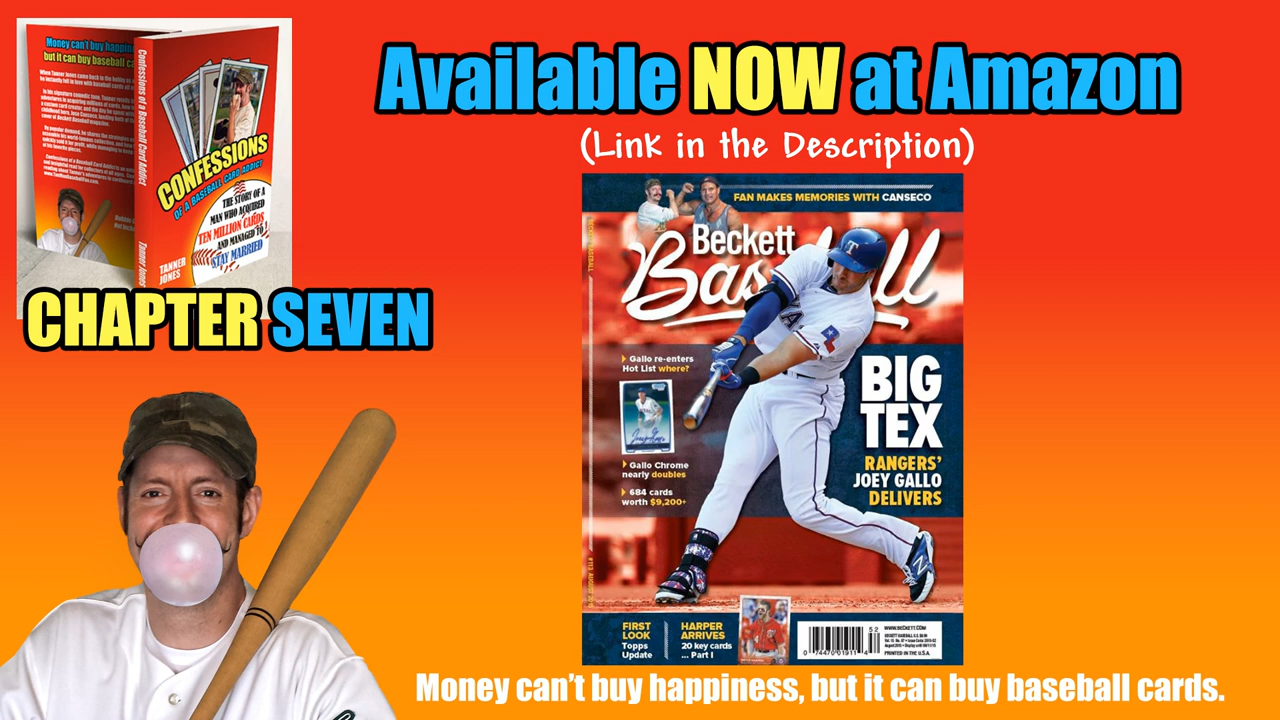 Available NOW at Amazon
(Link in the Description)
Money can't buy
but it can buy baseball
Confessions of a Baseball Card Addict
Tanner Jones
CONFESSIONS
OF A BASEBALL CARD ADDICT
THE STORY OF A
MAN WHO ACQUIRED
TEN MILLION CARDS
AND MANAGED TO
STAY MARRIED
TANNER
JONES
CHAPTER SEVEN
FAN MAKES MEMORIES WITH CANSECO
Beckett
Baseball
Gallo re-enters
Hot List where?
Gallo Chrome
nearly doubles
684 cards
worth $9,200+
BIG
TEX
RANGERS'
JOEY GALLO
DELIVERS
FIRST
LOOK
Topps
Update
HARPER
ARRIVES
20 key cards
... Part I
WWW.BECKETT.COM
PRINTED IN THE U.S.A.
Money can't buy happiness, but it can buy baseball cards.